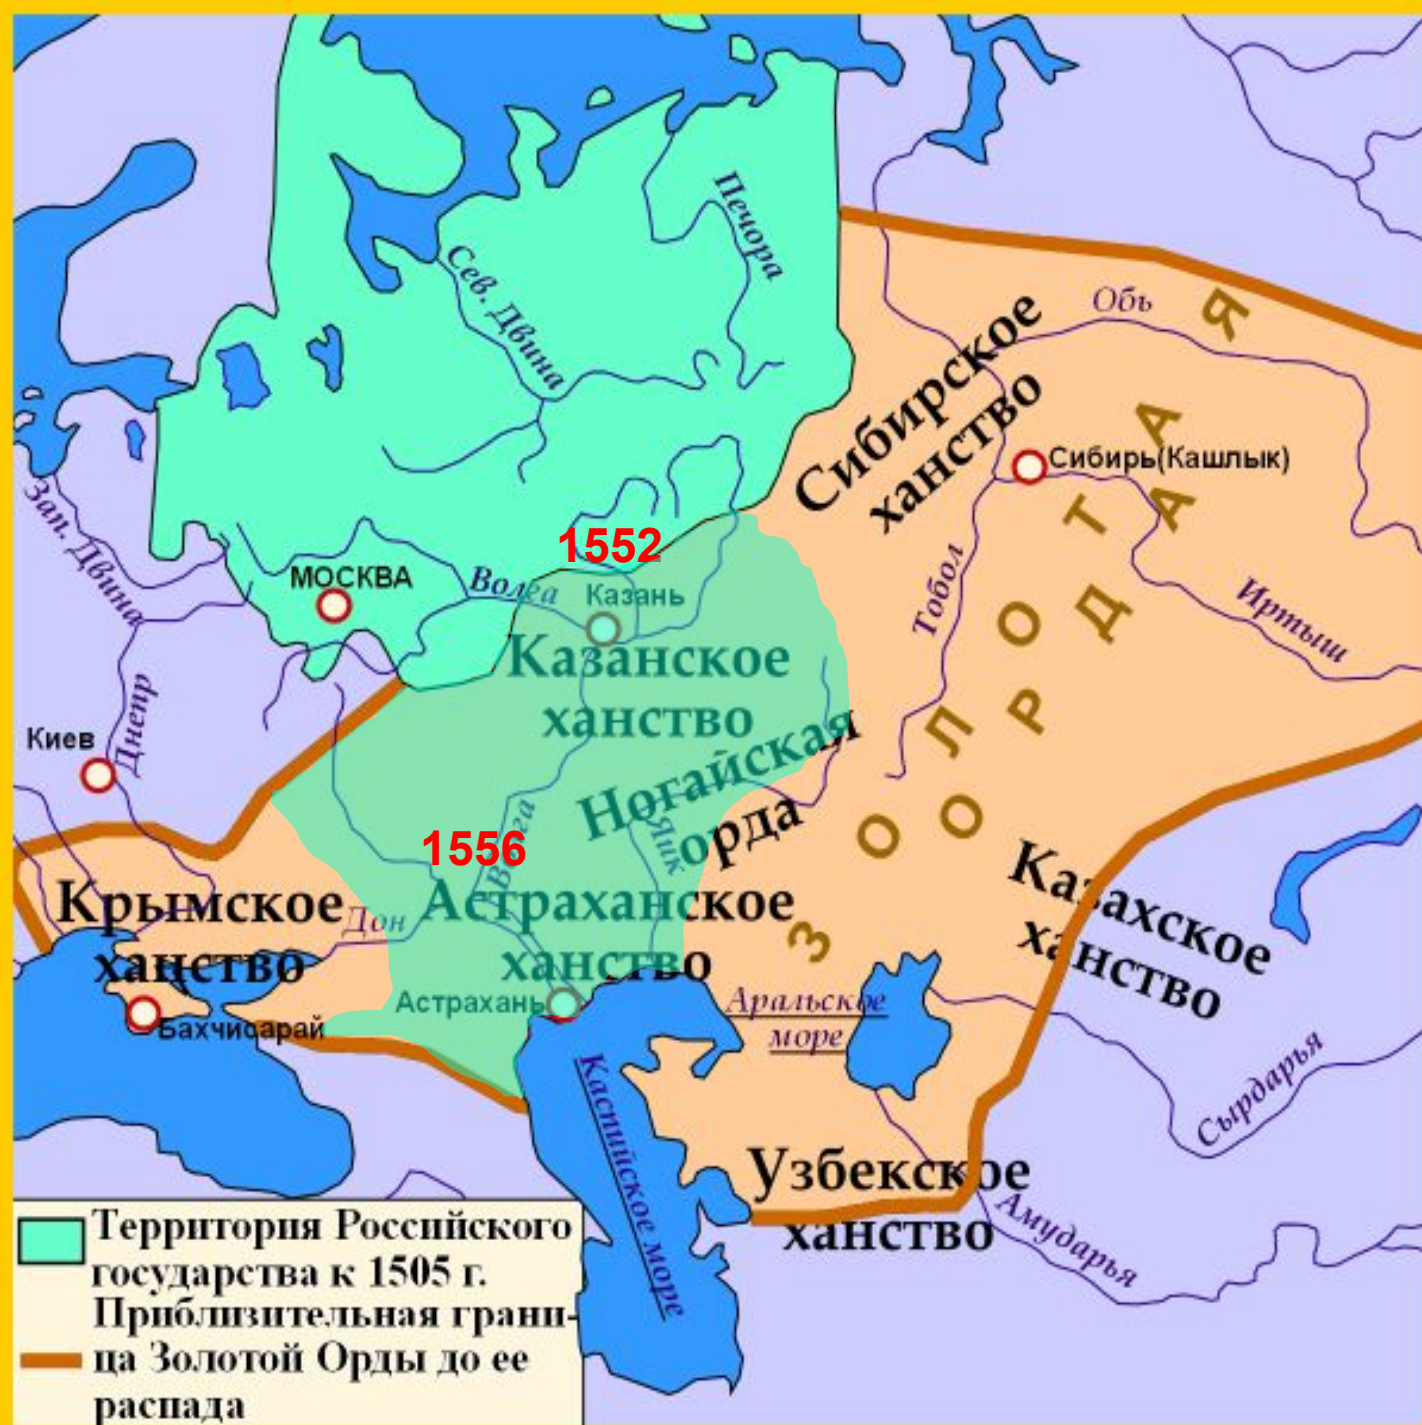 Печора
Сев. Двина
Обь
Я
Сибирское
ханство
ЗОЛОТА
ОРДА
Сибирь(Кашлык)
Зап. Двина
1552
МОСКВА
Волга
Казань
Тобол
Иртыш
Казанское
ханство
Киев
Днепр
Ногайская
орда
1556
Волга
Яик
Казахское
ханство
Крымское
ханство
Дон
Астраханское
ханство
Астрахань
Бахчисарай
Аральское
море
Каспийское море
Сырдарья
Узбекское
ханство
Амударья
Территория Российского
государства к 1505 г.
Приблизительная грани-
ца Золотой Орды до ее
распада